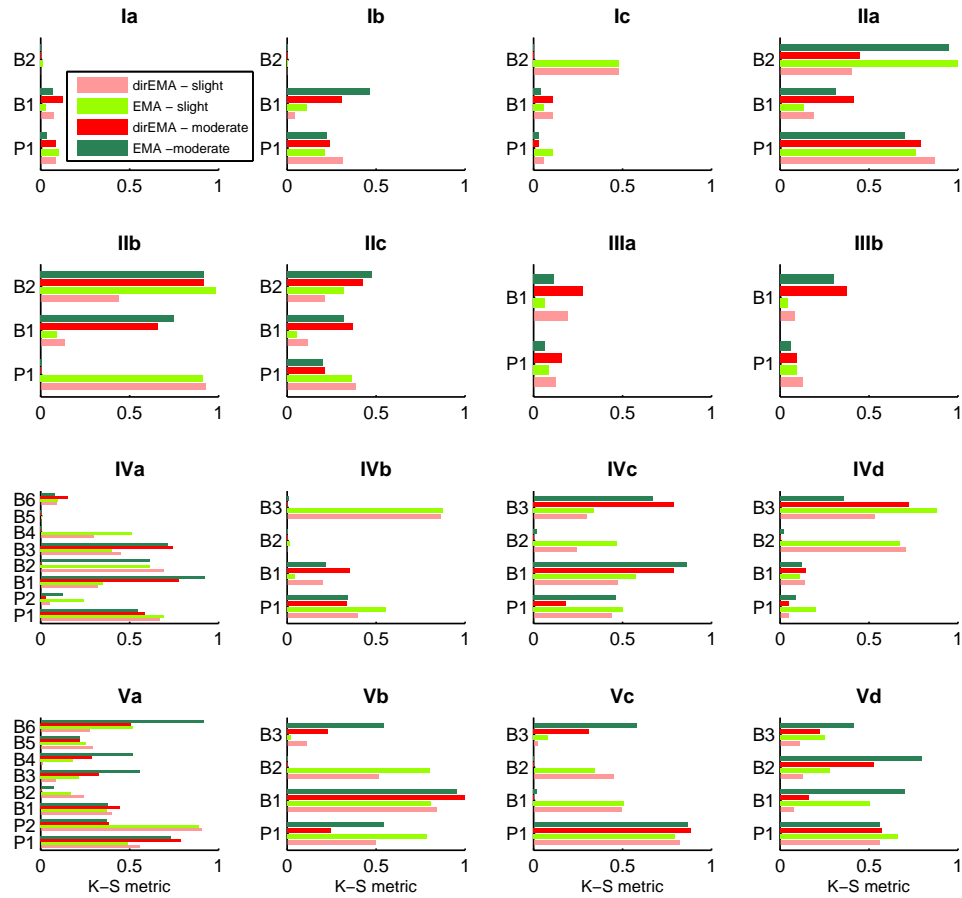 Ia
Ib
Ic
IIa
B2
B1
P1
0
0.5
1
dirEMA − slight
EMA − slight
dirEMA − moderate
EMA −moderate
B2
B1
P1
0
0.5
1
B2
B1
P1
0
0.5
1
B2
B1
P1
0
0.5
1
IIb
IIc
IIIa
IIIb
B2
B1
P1
0
0.5
1
B2
B1
P1
0
0.5
1
B1
P1
0
0.5
1
B1
P1
0
0.5
1
IVa
IVb
IVc
IVd
B6
B5
B4
B3
B2
B1
P2
P1
0
0.5
1
B3
B2
B1
P1
0
0.5
1
B3
B2
B1
P1
0
0.5
1
B3
B2
B1
P1
0
0.5
1
Va
Vb
Vc
Vd
B6
B5
B4
B3
B2
B1
P2
P1
0
0.5
1
K−S metric
B3
B2
B1
P1
0
0.5
1
K−S metric
B3
B2
B1
P1
0
0.5
1
K−S metric
B3
B2
B1
P1
0
0.5
1
K−S metric